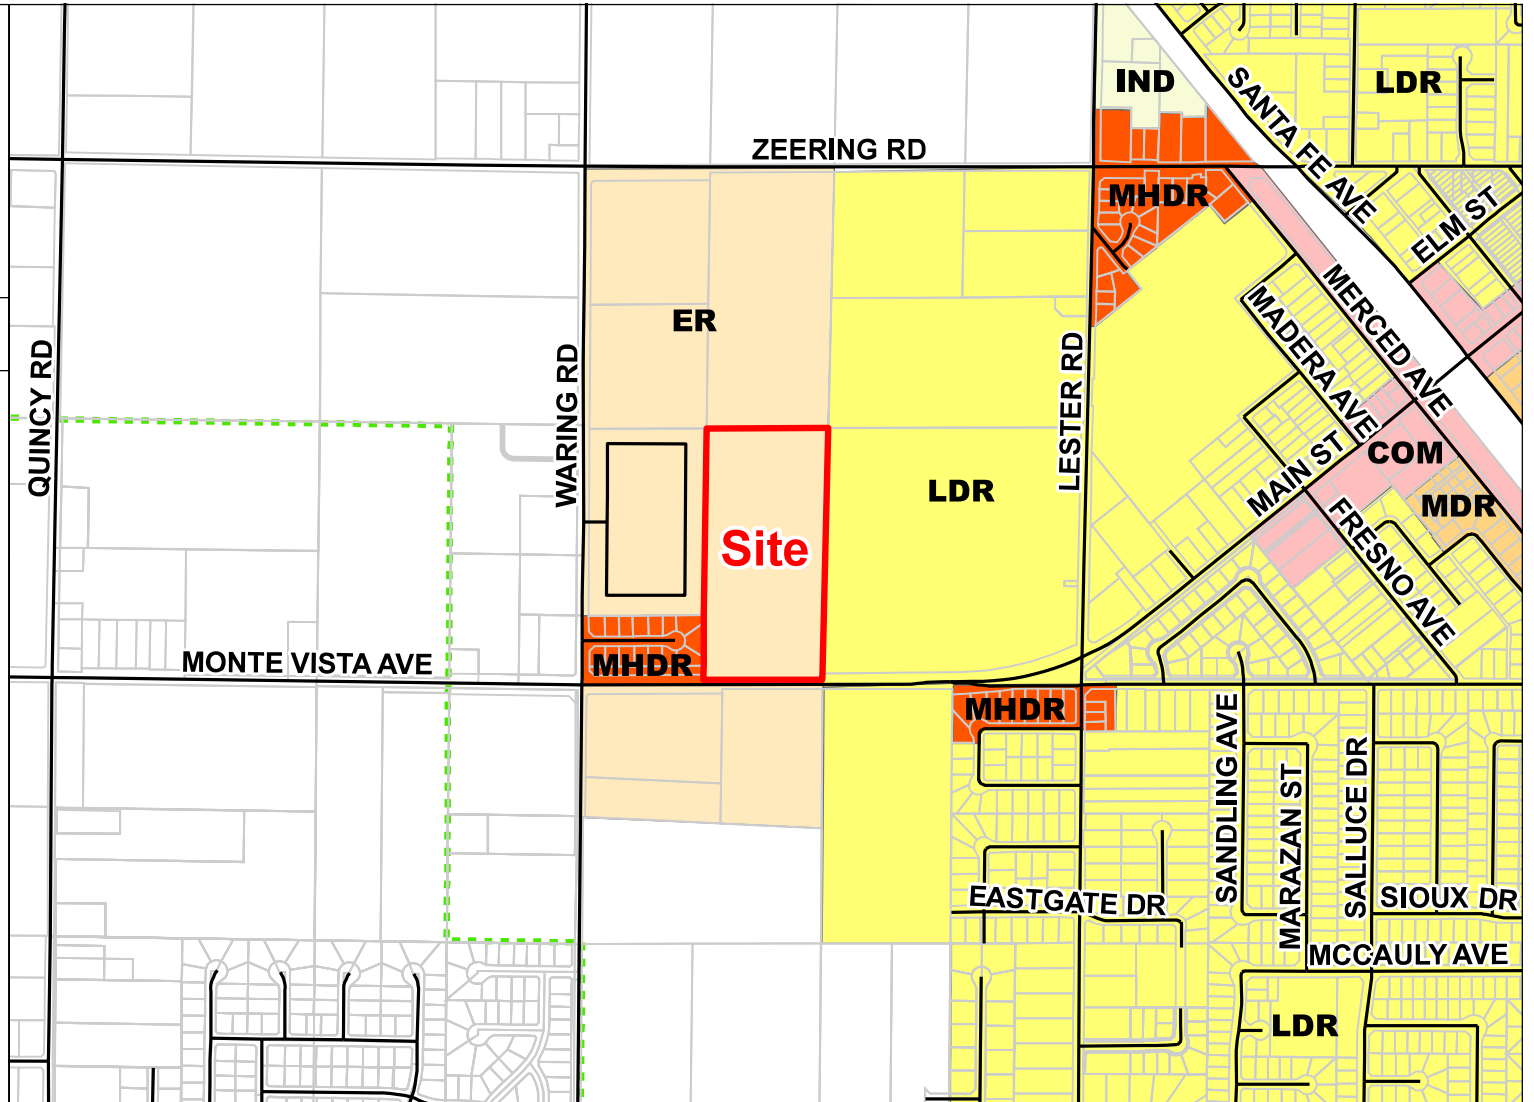 IND
LDR
SANTA FE AVE
ZEERING RD
MHDR
ELM ST
ER
MERCED AVE
MADERA AVE
QUINCY RD
WARING RD
LESTER RD
COM
MAIN ST
LDR
MDR
FRESNO AVE
Site
MONTE VISTA AVE
MHDR
MHDR
SANDLING AVE
MARAZAN ST
SALLUCE DR
EASTGATE DR
SIOUX DR
MCCAULY AVE
LDR